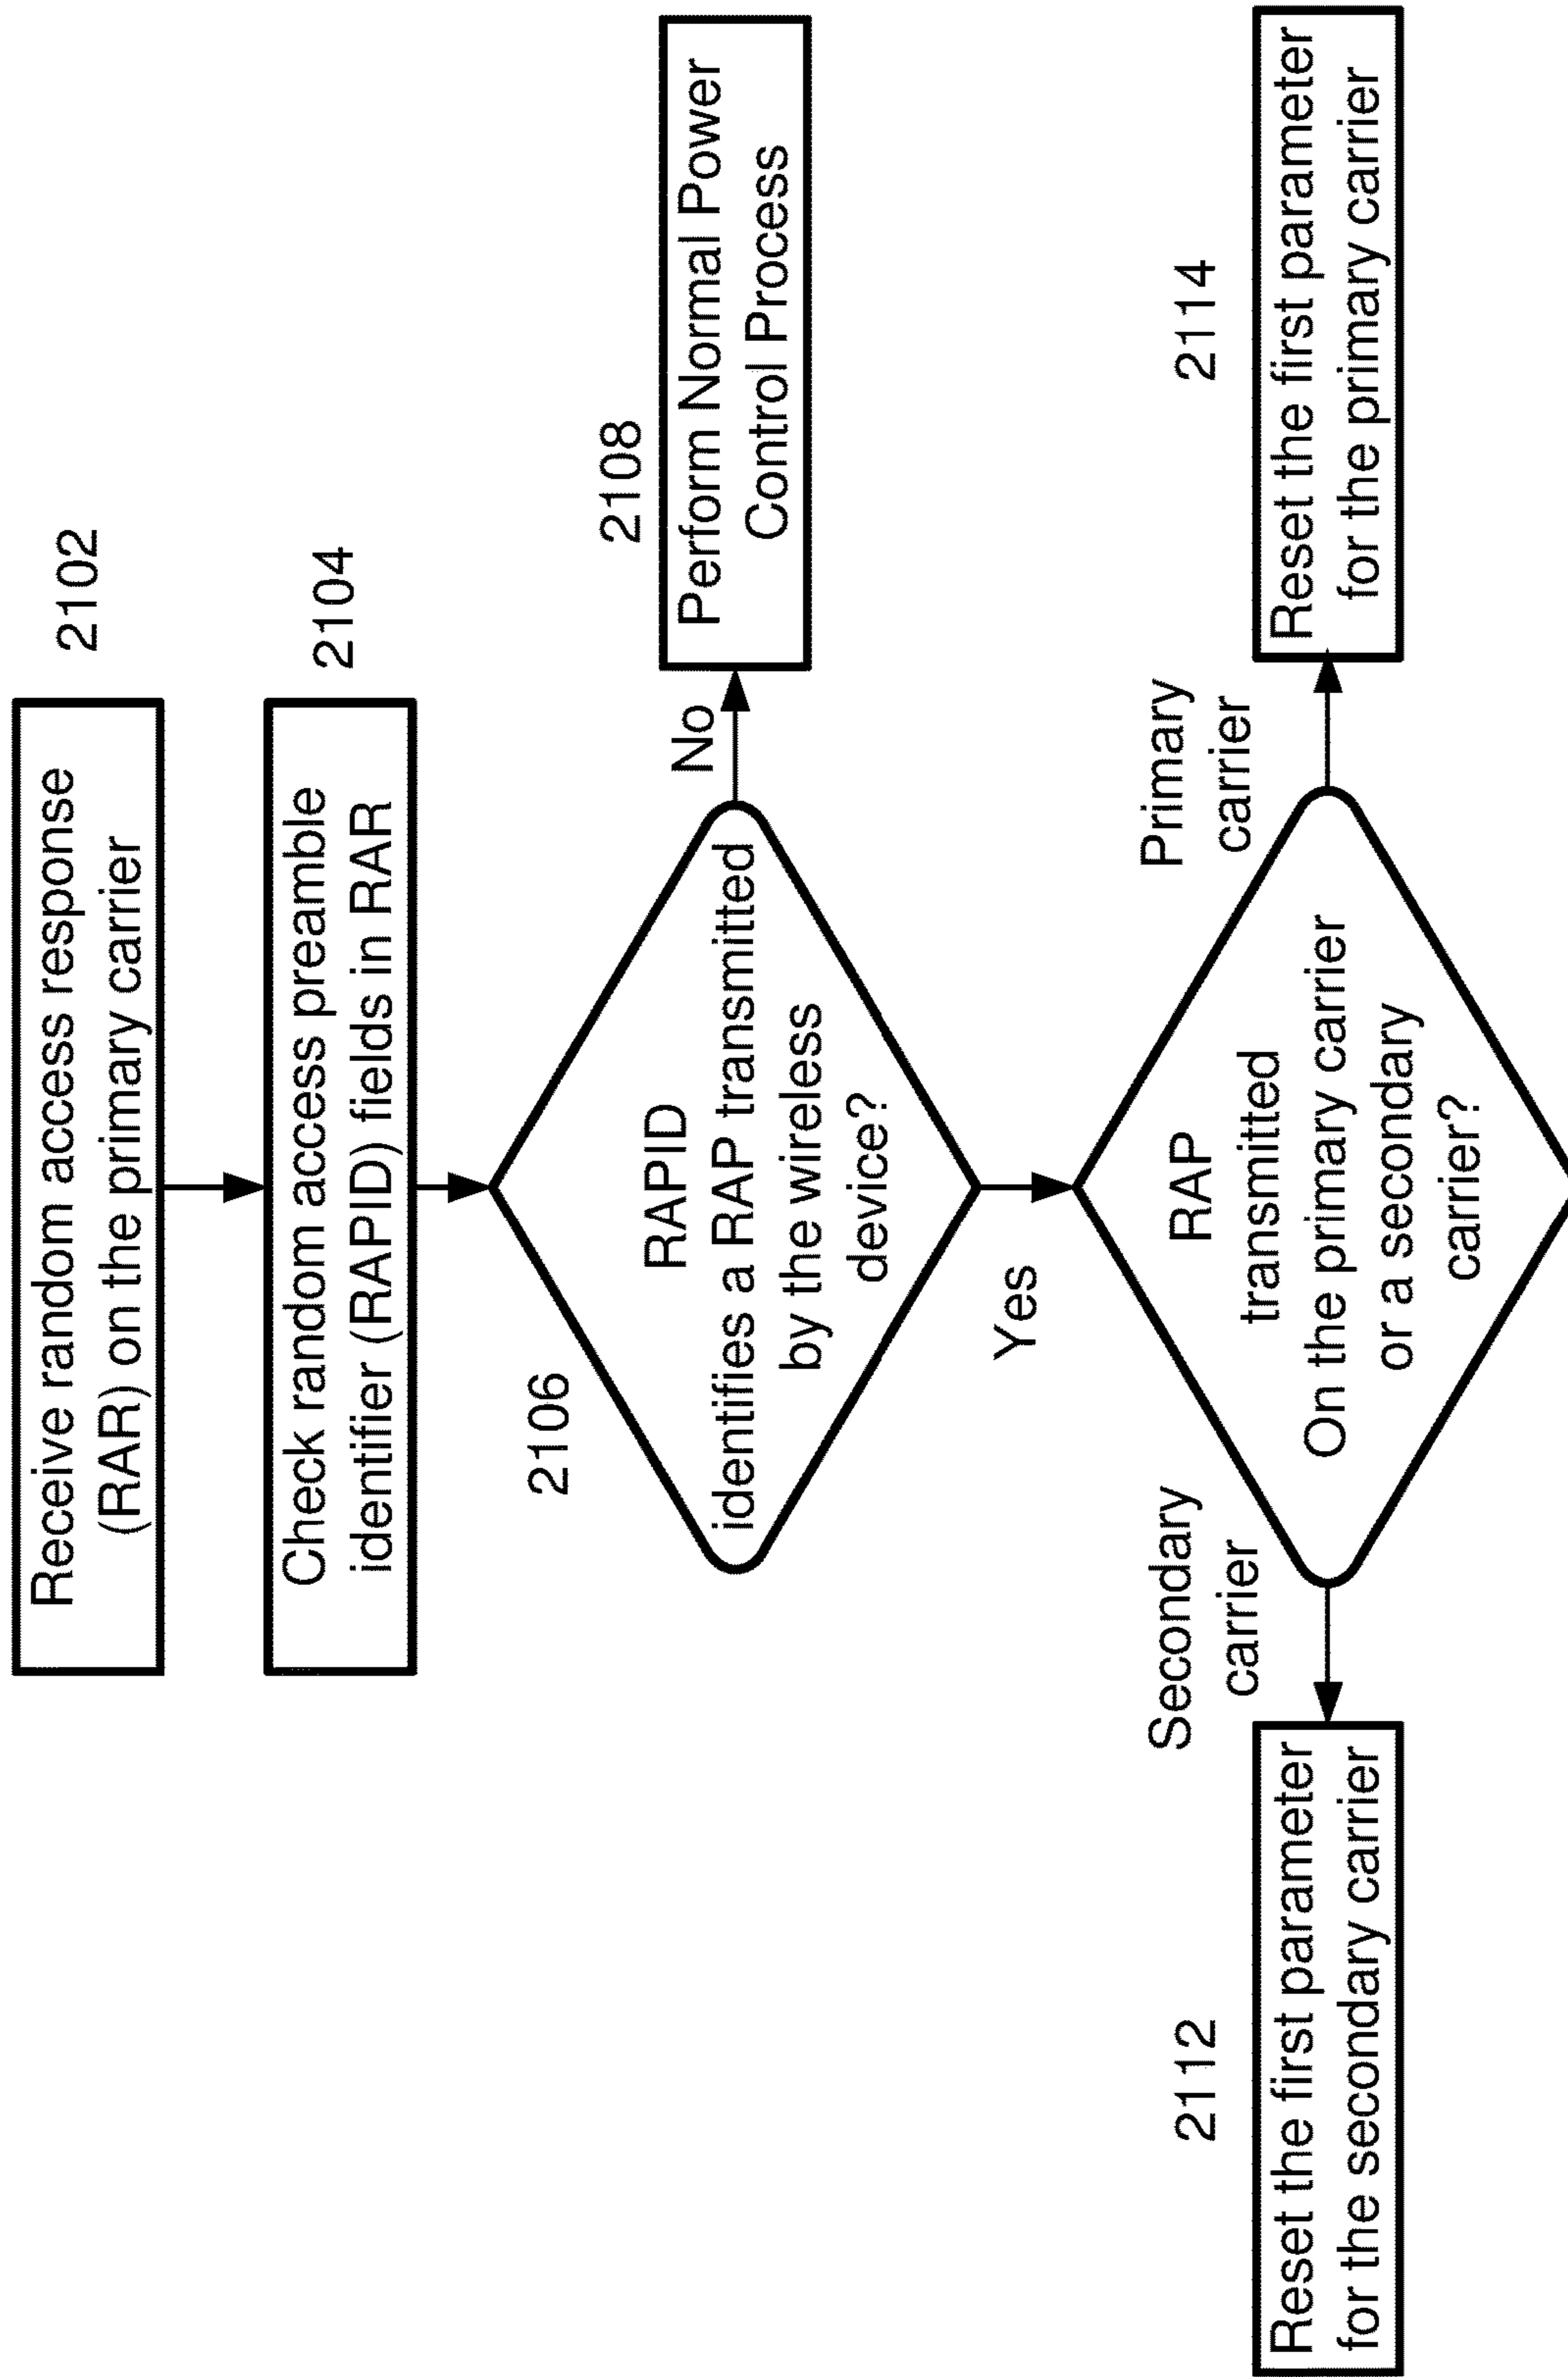 2102
Receive random access response
(RAR) on the primary carrier
2104
Check random access preamble
identifier (RAPID) fields in RAR
2106
RAPID
identifies a RAP transmitted
by the wireless
device?
No
2108
Perform Normal Power
Control Process
Yes
RAP
transmitted
On the primary carrier
or a secondary
carrier?
Secondary
carrier
2112
Reset the first parameter
for the secondary carrier
Primary
carrier
2114
Reset the first parameter
for the primary carrier